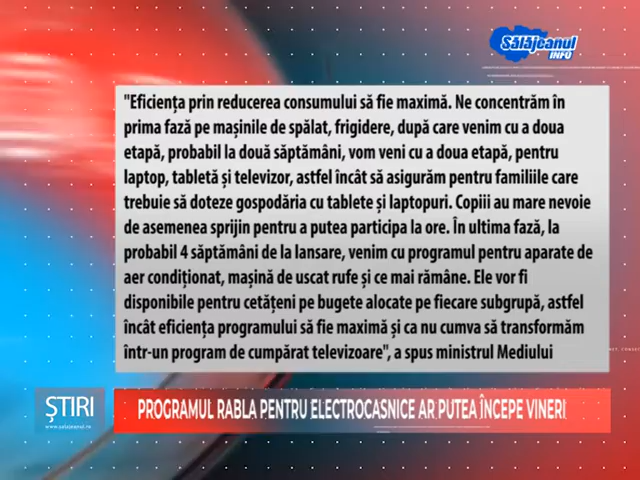 Sălăjeanul
INFO
"Eficiența prin reducerea consumului să fie maximă. Ne concentrăm în
prima fază pe mașinile de spălat, frigidere, după care venim cu a doua
etapă, probabil la două săptămâni, vom veni cu a doua etapă, pentru
laptop, tabletă și televizor, astfel încât să asigurăm pentru familiile care
trebuie să doteze gospodăria cu tablete și laptopuri. Copiii au mare nevoie
de asemenea sprijin pentru a putea participa la ore. În ultima fază, la
probabil 4 săptămâni de la lansare, venim cu programul pentru aparate de
aer condiționat, mașină de uscat rufe și ce mai rămâne. Ele vor fi
disponibile pentru cetățeni pe bugete alocate pe fiecare subgrupă, astfel
încât eficiența programului să fie maximă și ca nu cumva să transformăm
într-un program de cumpărat televizoare", a spus ministrul Mediului
ȘTIRI
www.salajeanul.ro
PROGRAMUL RABLA PENTRU ELECTROCASNICE AR PUTEA ÎNCEPE VINERI